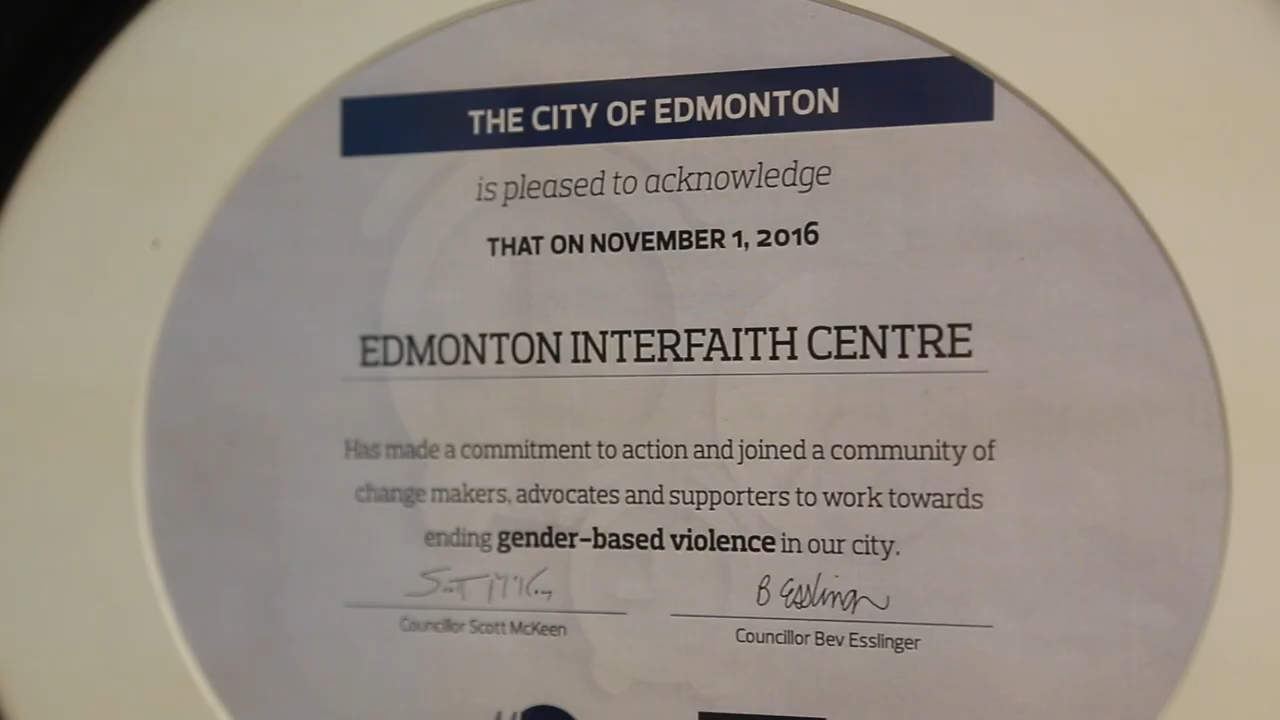 THE CITY OF EDMONTON
is pleased to acknowledge
THAT ON NOVEMBER 1, 2016
EDMONTON INTERFAITH CENTRE
Has made a commitment to action and joined a community of
change makers, advocates and supporters to work towards
ending gender-based violence in our city.
B Esslinger
Councillor Scott McKeen
Councillor Bev Esslinger